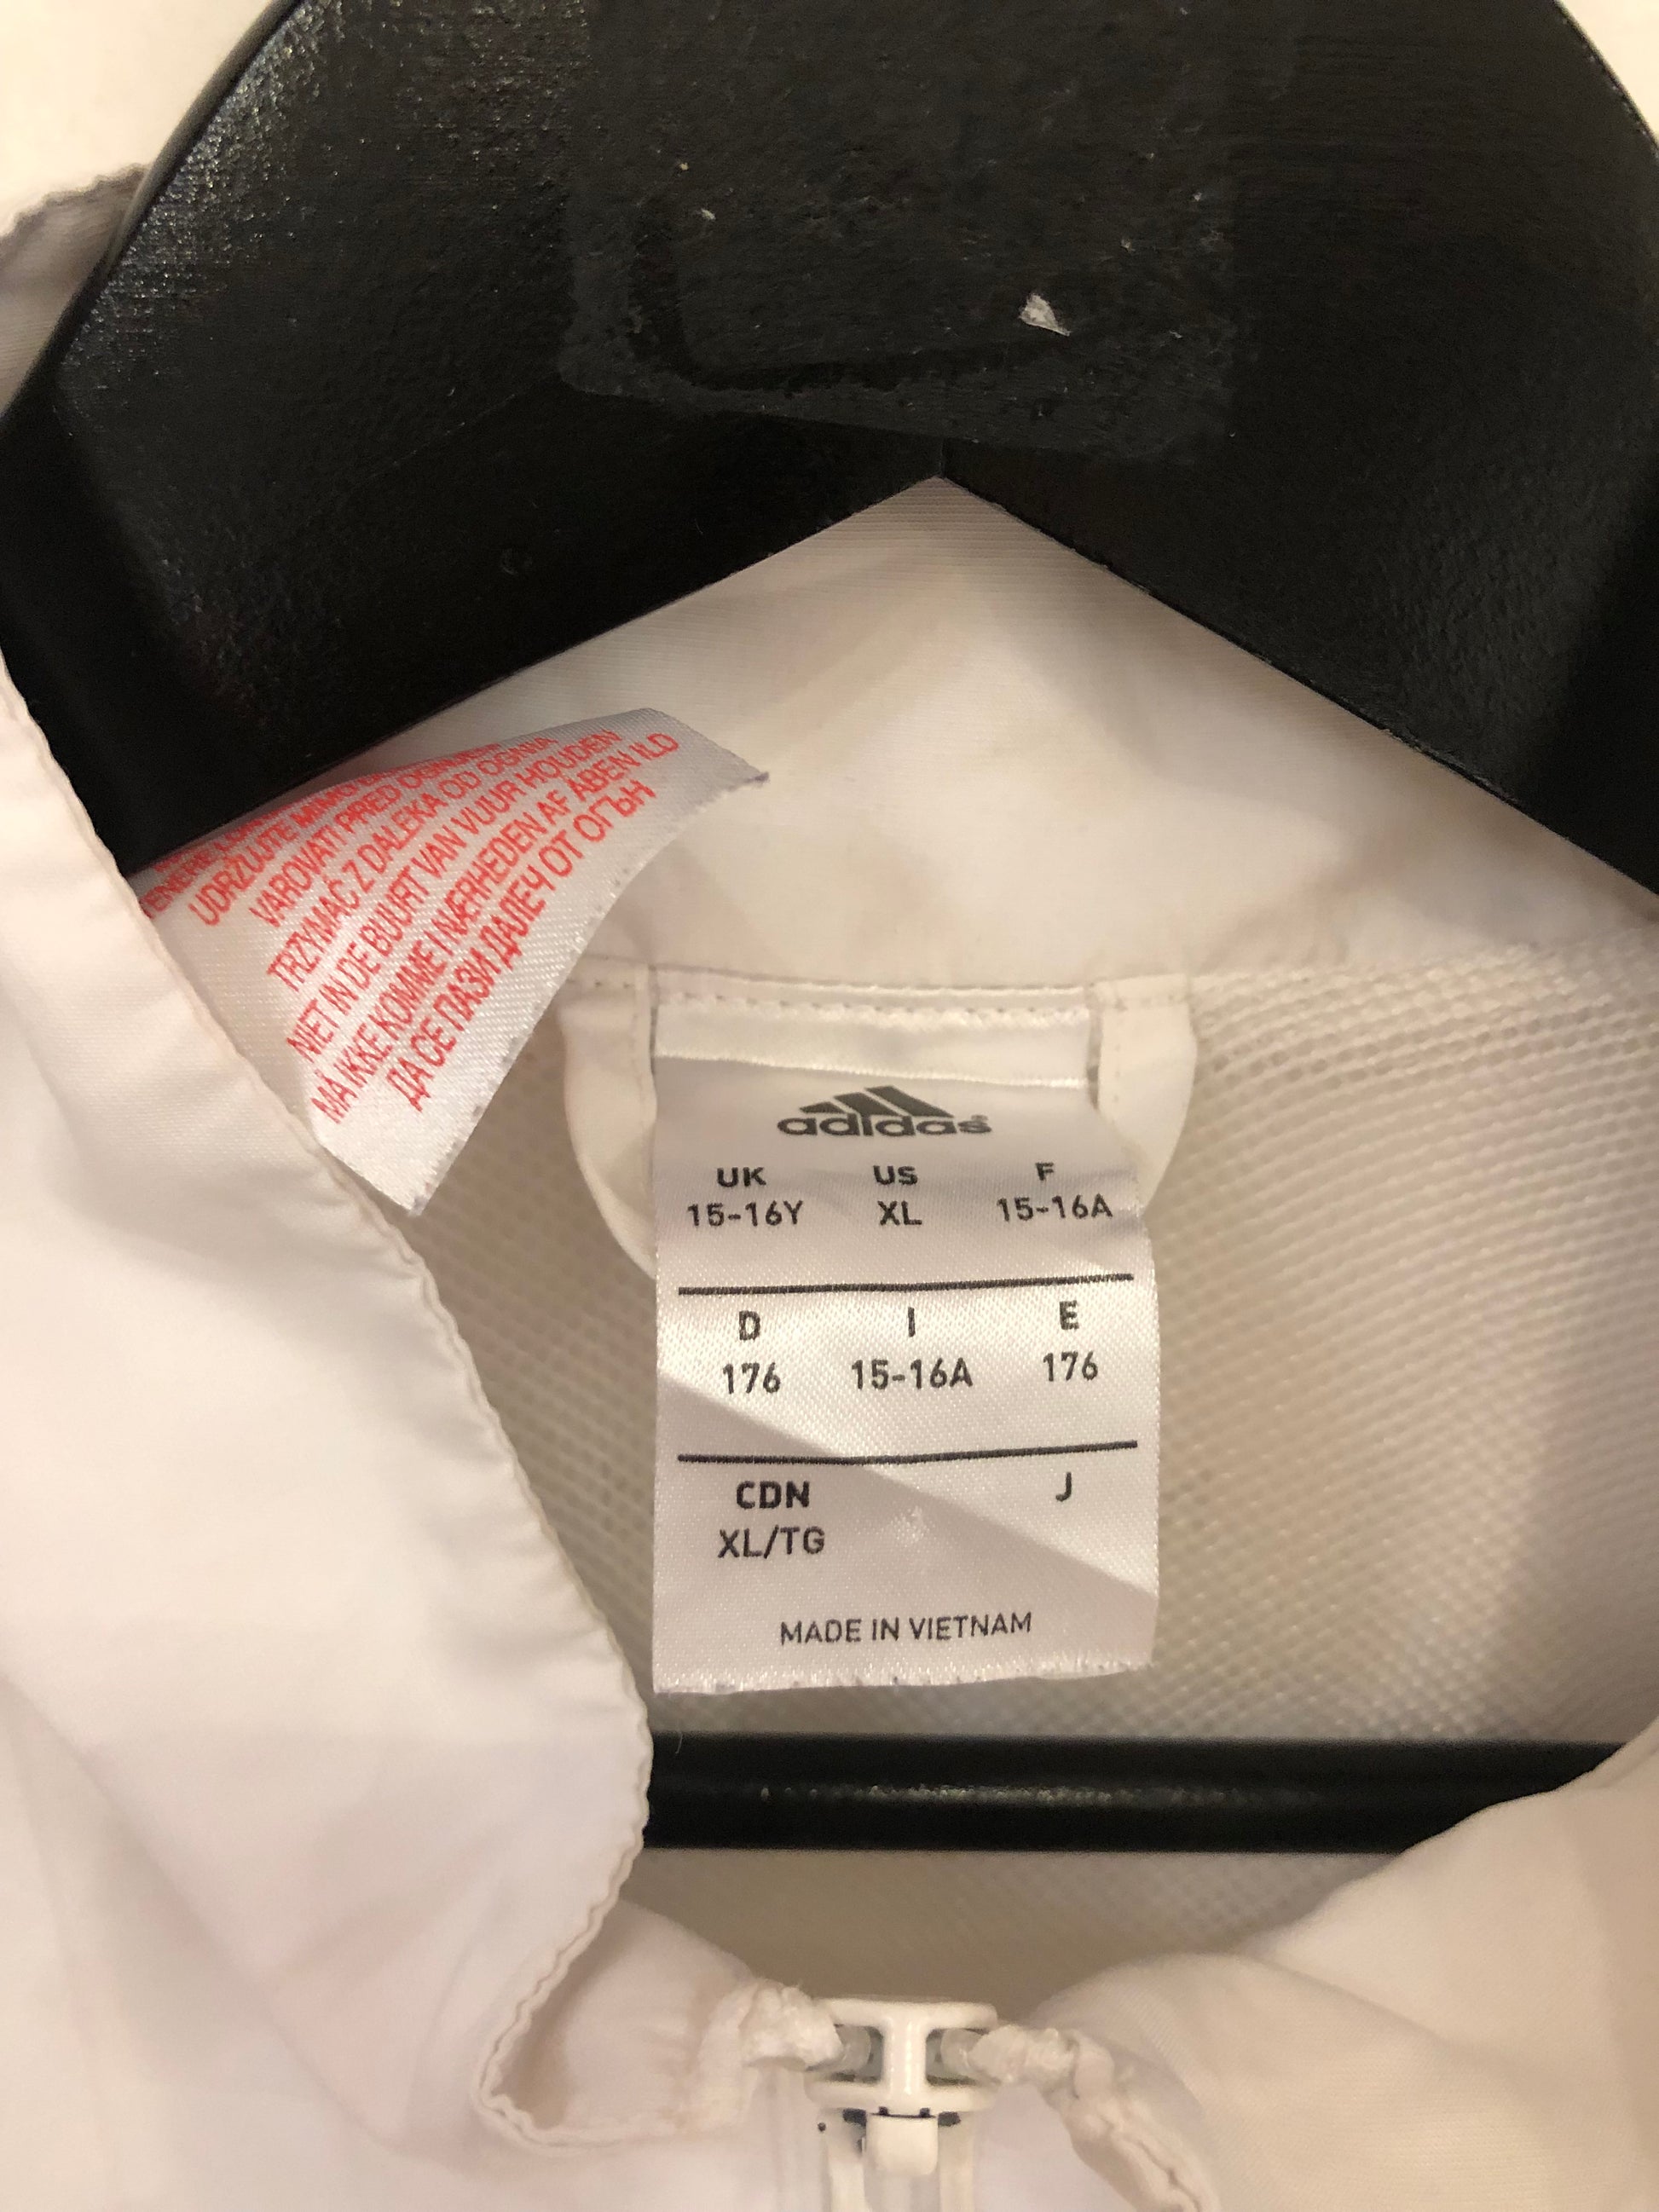 UDRŽUJTE MIMO
VAROVATI PRED OGNJEM
TRZYMAĆ Z DALEKA OD OGNIA
NIET IN DE BUURT VAN VUUR HOUDEN
MÅ IKKE KOMME I NÆRHEDEN AF ÅBEN ILD
ДА СЕ ПАЗИ ДАЛЕЧ ОТ ОГЪН
adidas®
UK US F
15-16Y XL 15-16A
D I E
176 15-16A 176
CDN J
XL/TG
MADE IN VIETNAM